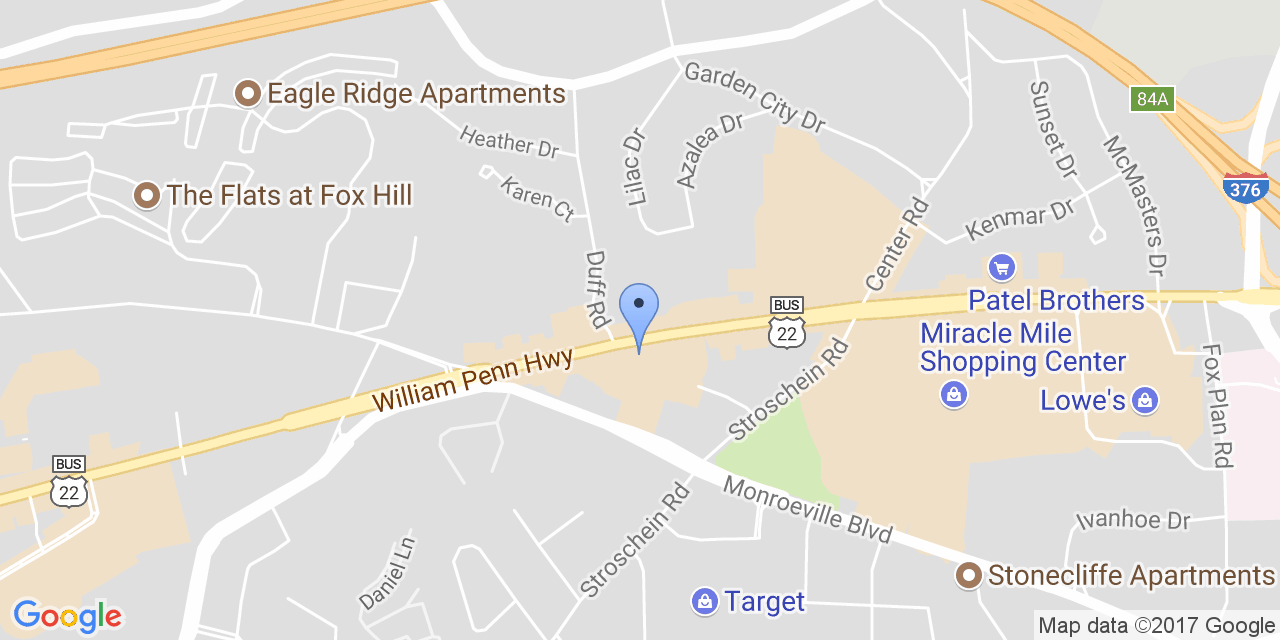 Eagle Ridge Apartments
The Flats at Fox Hill
Heather Dr
Karen Ct
Duff Rd
Lilac Dr
Azalea Dr
Garden City Dr
Center Rd
Kenmar Dr
Sunset Dr
McMasters Dr
84A
376
Patel Brothers
Miracle Mile
Shopping Center
Lowe's
BUS
22
William Penn Hwy
Stroschein Rd
Fox Plan Rd
BUS
22
Monroeville Blvd
Stroschein Rd
Ivanhoe Dr
Daniel Ln
Stonecliffe Apartments
Target
Google
Map data ©2017 Google